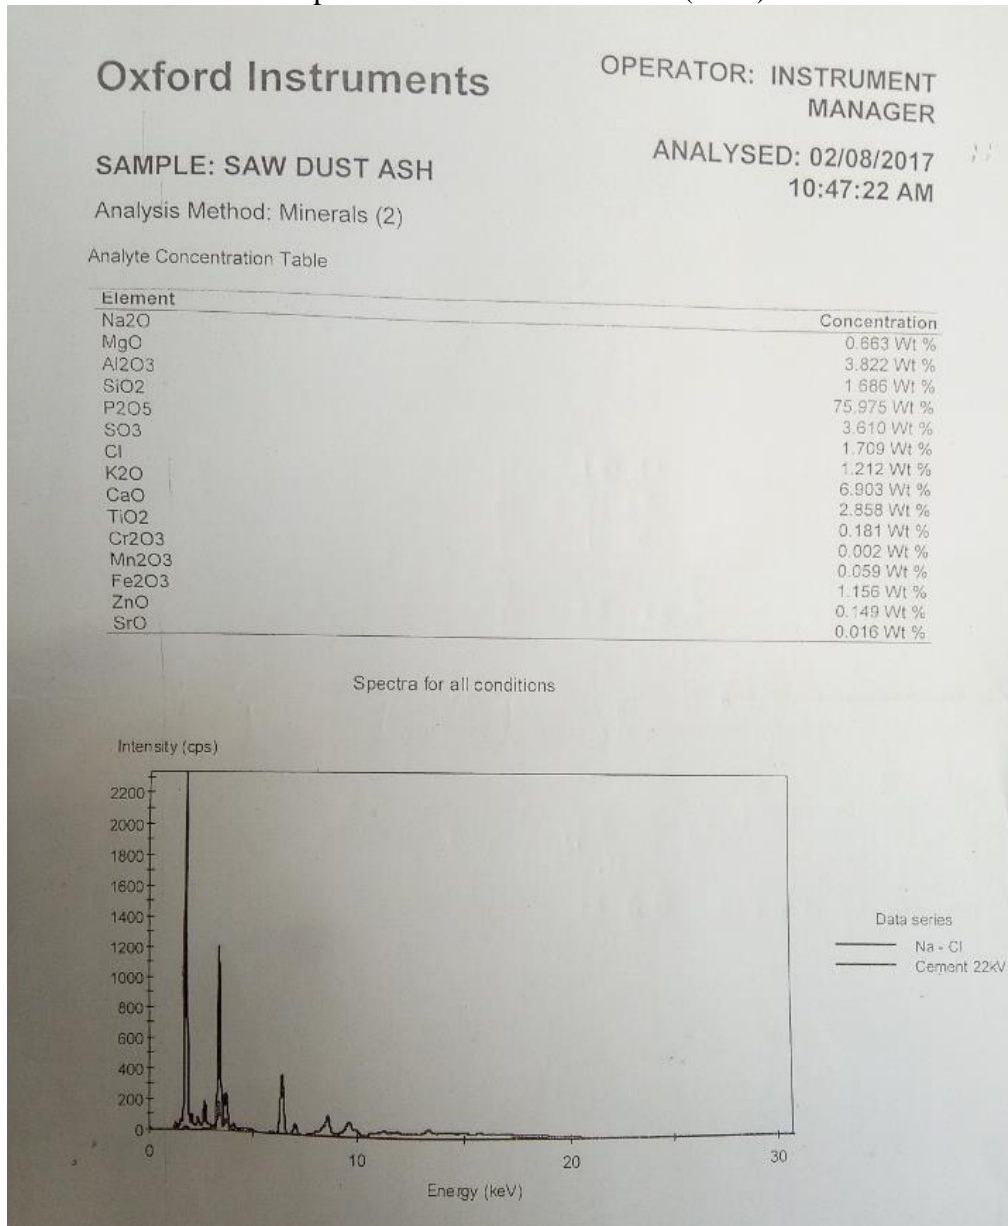 Oxford Instruments
OPERATOR: INSTRUMENT
MANAGER
SAMPLE: SAW DUST ASH
ANALYSED: 02/08/2017
10:47:22 AM
Analysis Method: Minerals (2)
Analyte Concentration Table
Element Concentration
Na2O 0.663 Wt %
MgO 3.822 Wt %
Al2O3 1.686 Wt %
SiO2 75.975 Wt %
P2O5 3.610 Wt %
SO3 1.709 Wt %
Cl 1.212 Wt %
K2O 6.903 Wt %
CaO 2.858 Wt %
TiO2 0.181 Wt %
Cr2O3 0.002 Wt %
Mn2O3 0.059 Wt %
Fe2O3 1.156 Wt %
ZnO 0.149 Wt %
SrO 0.016 Wt %
Spectra for all conditions
Intensity (cps)
2200
2000
1800
1600
1400
1200
1000
800
600
400
200
0
0 10 20 30
Energy (keV)
Data series
Na - Cl
Cement 22kV